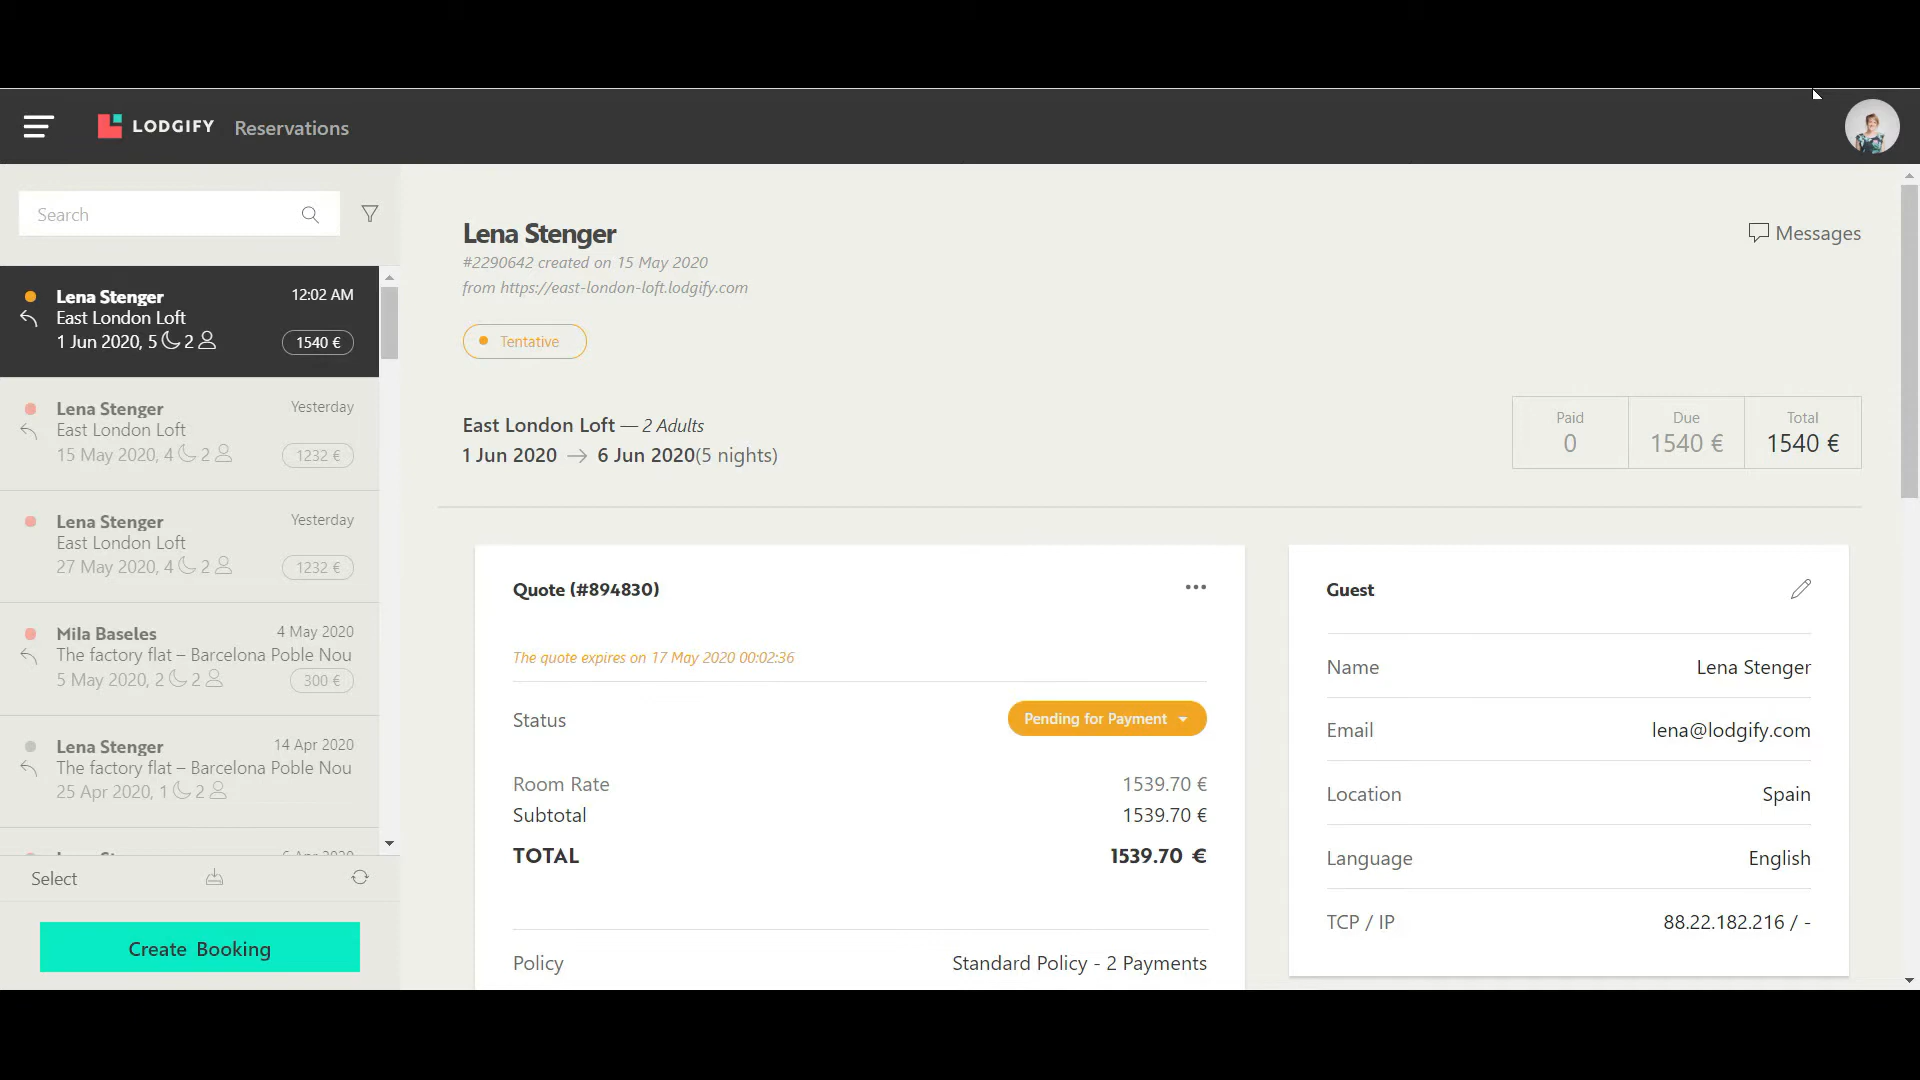 LODGIFY Reservations
Search
Lena Stenger 12:02 AM
East London Loft
1 Jun 2020, 5 2 1540 €
Lena Stenger Yesterday
East London Loft
15 May 2020, 4 2 1232 €
Lena Stenger Yesterday
East London Loft
27 May 2020, 4 2 1232 €
Mila Baseles 4 May 2020
The factory flat – Barcelona Poble Nou
5 May 2020, 2 2 300 €
Lena Stenger 14 Apr 2020
The factory flat – Barcelona Poble Nou
25 Apr 2020, 1 2
Select
Create Booking
Lena Stenger
Messages
#2290642 created on 15 May 2020
from https://east-london-loft.lodgify.com
Tentative
East London Loft — 2 Adults
1 Jun 2020 → 6 Jun 2020(5 nights)
Paid Due Total
0 1540 € 1540 €
Quote (#894830) •••
The quote expires on 17 May 2020 00:02:36
Status Pending for Payment
Room Rate 1539.70 €
Subtotal 1539.70 €
TOTAL 1539.70 €
Policy Standard Policy - 2 Payments
Guest
Name Lena Stenger
Email lena@lodgify.com
Location Spain
Language English
TCP / IP 88.22.182.216 / -